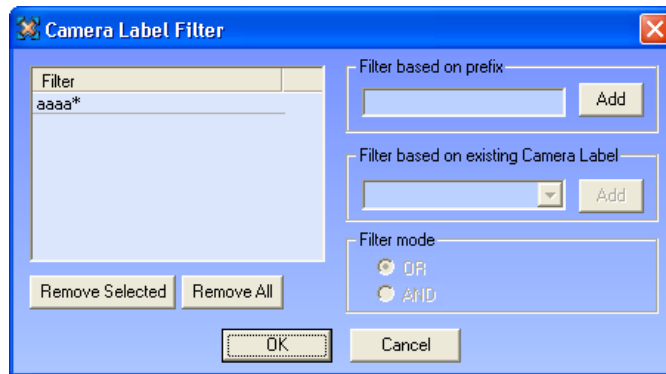 Camera Label Filter
Filter
aaaa*
Remove Selected
Remove All
Filter based on prefix
Add
Filter based on existing Camera Label
Add
Filter mode
OR
AND
OK
Cancel